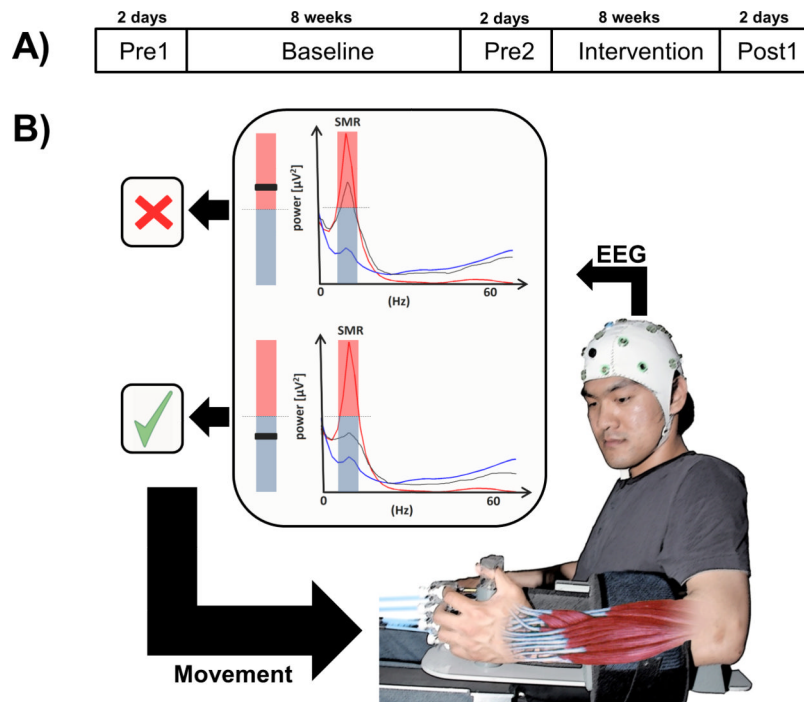 2 days 8 weeks 2 days 8 weeks 2 days
A) Pre1 Baseline Pre2 Intervention Post1
B)
SMR
power [µV²]
0 60
(Hz)
EEG
SMR
power [µV²]
0 60
(Hz)
Movement